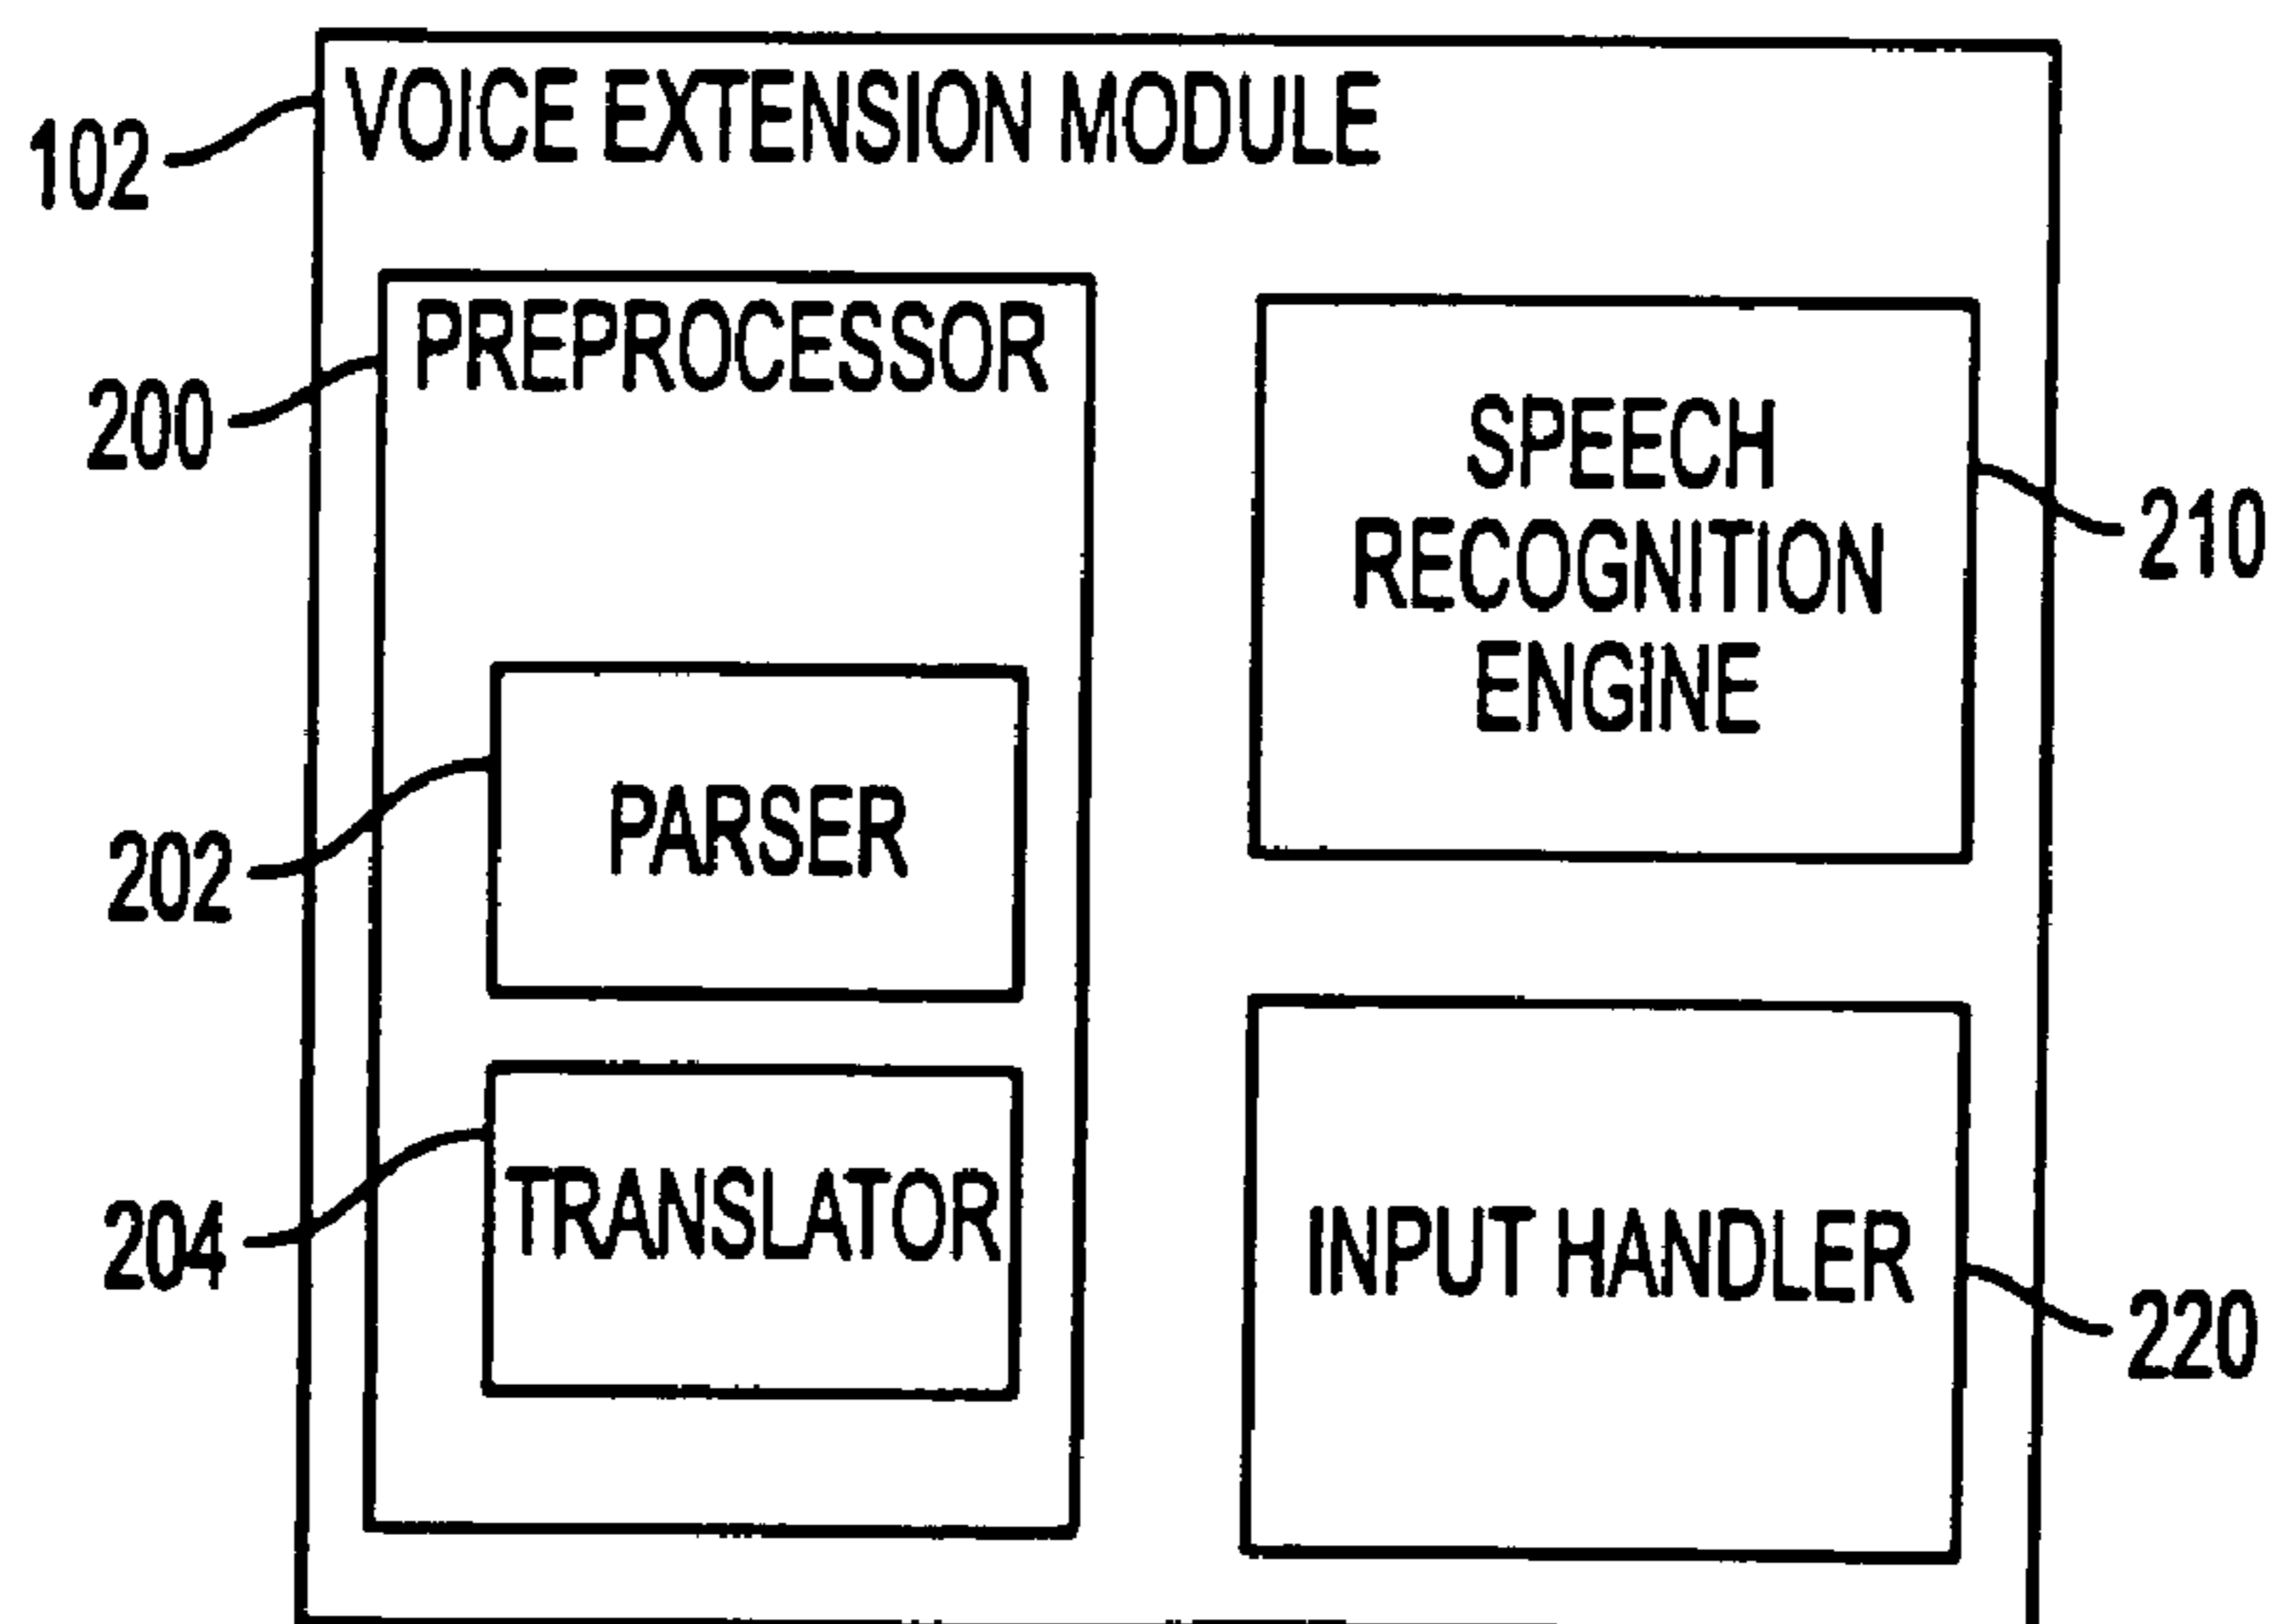 VOICE EXTENSION MODULE
102
PREPROCESSOR
200
SPEECH
RECOGNITION
ENGINE
210
PARSER
202
TRANSLATOR
204
INPUT HANDLER
220